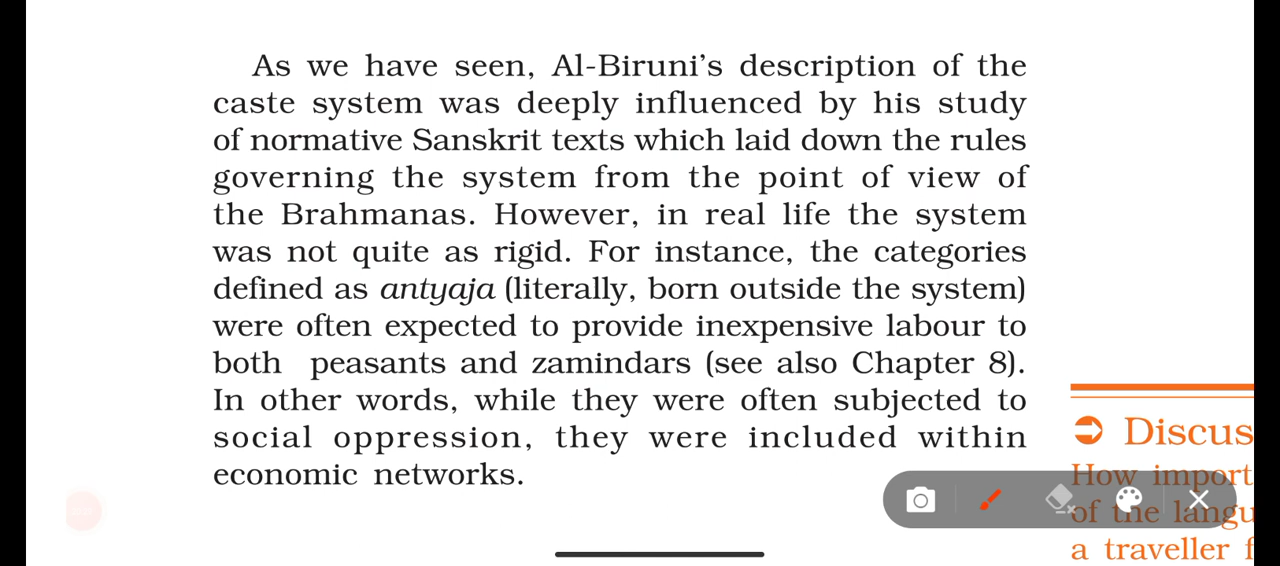 As we have seen, Al-Biruni’s description of the
caste system was deeply influenced by his study
of normative Sanskrit texts which laid down the rules
governing the system from the point of view of
the Brahmanas. However, in real life the system
was not quite as rigid. For instance, the categories
defined as antyaja (literally, born outside the system)
were often expected to provide inexpensive labour to
both peasants and zamindars (see also Chapter 8).
In other words, while they were often subjected to
social oppression, they were included within
economic networks.
Discus
How import
of the langu
a traveller f